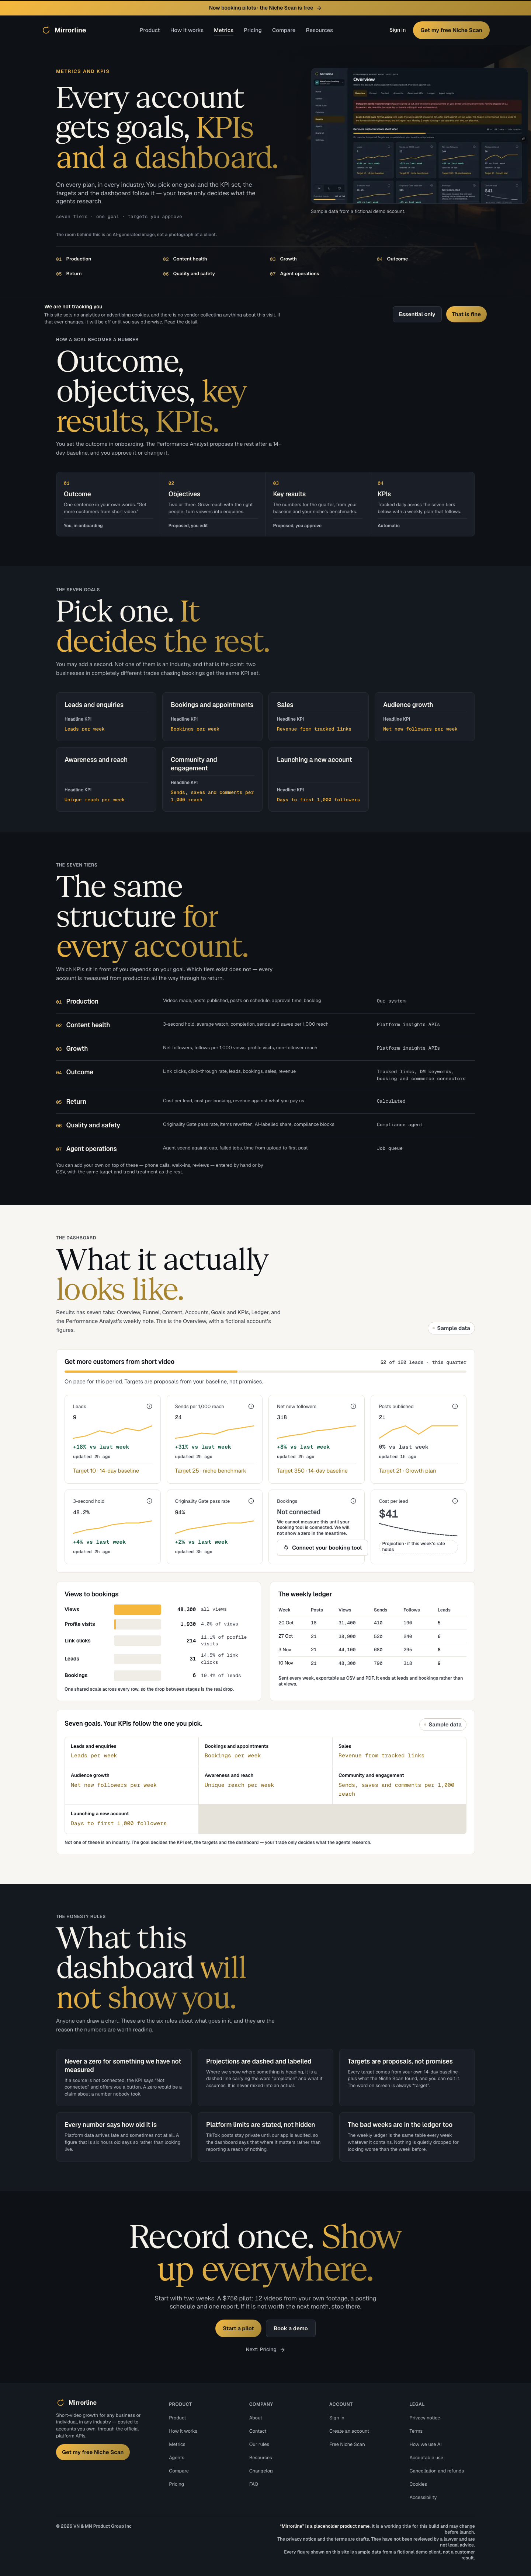 Now booking pilots · the Niche Scan is free →
Mirrorline
Product
How it works
Metrics
Pricing
Compare
Resources
Sign in
Get my free Niche Scan
METRICS AND KPIS
Every account
gets goals, KPIs
and a dashboard.
On every plan, in every industry. You pick one goal and the KPI set, the
targets and the dashboard follow it — your trade only decides what the
agents research.
seven tiers · one goal · targets you approve
The room behind this is an AI-generated image, not a photograph of a client.
Mirrorline
Overview
Sample data from a fictional demo account.
01 Production
02 Content health
03 Growth
04 Outcome
05 Return
06 Quality and safety
07 Agent operations
We are not tracking you
This site sets no analytics or advertising cookies, and there is no vendor collecting anything about this visit. If
that ever changes, it will be off until you say otherwise. Read the detail.
Essential only
That is fine
HOW A GOAL BECOMES A NUMBER
Outcome,
objectives, key
results, KPIs.
You set the outcome in onboarding. The Performance Analyst proposes the rest after a 14-
day baseline, and you approve it or change it.
01
Outcome
One sentence in your own words. "Get
more customers from short video."
You, in onboarding
02
Objectives
Two or three. Grow reach with the right
people; turn viewers into enquiries.
Proposed, you edit
03
Key results
The numbers for the quarter, from your
baseline and your niche's benchmarks.
Proposed, you approve
04
KPIs
Tracked daily across the seven tiers
below, with a weekly plan that follows.
Automatic
THE SEVEN GOALS
Pick one. It
decides the rest.
You may add a second. Not one of them is an industry, and that is the point: two
businesses in completely different trades chasing bookings get the same KPI set.
Leads and enquiries
Headline KPI
Leads per week
Bookings and appointments
Headline KPI
Bookings per week
Sales
Headline KPI
Revenue from tracked links
Audience growth
Headline KPI
Net new followers per week
Awareness and reach
Headline KPI
Unique reach per week
Community and
engagement
Headline KPI
Sends, saves and comments per
1,000 reach
Launching a new account
Headline KPI
Days to first 1,000 followers
THE SEVEN TIERS
The same
structure for
every account.
Which KPIs sit in front of you depends on your goal. Which tiers exist does not — every
account is measured from production all the way through to return.
01 Production
Videos made, posts published, posts on schedule, approval time, backlog
Our system
02 Content health
3-second hold, average watch, completion, sends and saves per 1,000 reach
Platform insights APIs
03 Growth
Net followers, follows per 1,000 views, profile visits, non-follower reach
Platform insights APIs
04 Outcome
Link clicks, click-through rate, leads, bookings, sales, revenue
Tracked links, DM keywords,
booking and commerce connectors
05 Return
Cost per lead, cost per booking, revenue against what you pay us
Calculated
06 Quality and safety
Originality Gate pass rate, items rewritten, AI-labelled share, compliance blocks
Compliance agent
07 Agent operations
Agent spend against cap, failed jobs, time from upload to first post
Job queue
You can add your own on top of these — phone calls, walk-ins, reviews — entered by hand or by
CSV, with the same target and trend treatment as the rest.
THE DASHBOARD
What it actually
looks like.
Results has seven tabs: Overview, Funnel, Content, Accounts, Goals and KPIs, Ledger, and
the Performance Analyst's weekly note. This is the Overview, with a fictional account's
figures.
Sample data
Get more customers from short video
52 of 120 leads · this quarter
On pace for this period. Targets are proposals from your baseline, not promises.
Leads
9
+18% vs last week
updated 2h ago
Target 10 · 14-day baseline
Sends per 1,000 reach
24
+31% vs last week
updated 2h ago
Target 25 · niche benchmark
Net new followers
318
+8% vs last week
updated 2h ago
Target 350 · 14-day baseline
Posts published
21
0% vs last week
updated 1h ago
Target 21 · Growth plan
3-second hold
48.2%
+4% vs last week
updated 2h ago
Originality Gate pass rate
94%
+2% vs last week
updated 3h ago
Bookings
Not connected
We cannot measure this until your
booking tool is connected. We will
not show a zero in the meantime.
Connect your booking tool
Cost per lead
$41
Projection · if this week's rate
holds
Views to bookings
Views 48,300 all views
Profile visits 1,930 4.0% of views
Link clicks 214 11.1% of profile
visits
Leads 31 14.5% of link
clicks
Bookings 6 19.4% of leads
One shared scale across every row, so the drop between stages is the real drop.
The weekly ledger
Week Posts Views Sends Follows Leads
20 Oct 18 31,400 410 198 5
27 Oct 21 38,900 520 240 6
3 Nov 21 44,100 680 295 8
10 Nov 21 48,300 790 318 9
Sent every week, exportable as CSV and PDF. It ends at leads and bookings rather than
at views.
Seven goals. Your KPIs follow the one you pick.
Sample data
Leads and enquiries
Leads per week
Bookings and appointments
Bookings per week
Sales
Revenue from tracked links
Audience growth
Net new followers per week
Awareness and reach
Unique reach per week
Community and engagement
Sends, saves and comments per 1,000
reach
Launching a new account
Days to first 1,000 followers
Not one of these is an industry. The goal decides the KPI set, the targets and the dashboard — your trade only decides what the agents research.
THE HONESTY RULES
What this
dashboard will
not show you.
Anyone can draw a chart. These are the six rules about what goes in it, and they are the
reason the numbers are worth reading.
Never a zero for something we have not
measured
If a source is not connected, the KPI says "Not
connected" and offers you a button. A zero would be a
claim about a number nobody took.
Projections are dashed and labelled
Where we show where something is heading, it is a
dashed line carrying the word "projection" and what it
assumes. It is never mixed into an actual.
Targets are proposals, not promises
Every target comes from your own 14-day baseline
plus what the Niche Scan found, and you can edit it.
The word on screen is always "target".
Every number says how old it is
Platform data arrives late and sometimes not at all. A
figure that is six hours old says so rather than looking
live.
Platform limits are stated, not hidden
TikTok posts stay private until our app is audited, so
the dashboard says that where it matters rather than
reporting a reach of nothing.
The bad weeks are in the ledger too
The weekly ledger is the same table every week
whatever it contains. Nothing is quietly dropped for
looking worse than the week before.
Record once. Show
up everywhere.
Start with two weeks. A $750 pilot: 12 videos from your own footage, a posting
schedule and one report. If it is not worth the next month, stop there.
Start a pilot
Book a demo
Next: Pricing →
Mirrorline
Short-video growth for any business or
individual, in any industry — posted to
accounts you own, through the official
platform APIs.
Get my free Niche Scan
PRODUCT
Product
How it works
Metrics
Agents
Compare
Pricing
COMPANY
About
Contact
Our rules
Resources
Changelog
FAQ
ACCOUNT
Sign in
Create an account
Free Niche Scan
LEGAL
Privacy notice
Terms
How we use AI
Acceptable use
Cancellation and refunds
Cookies
Accessibility
© 2026 VN & MN Product Group Inc
"Mirrorline" is a placeholder product name. It is a working title for this build and may change
before launch.
The privacy notice and the terms are drafts. They have not been reviewed by a lawyer and are
not legal advice.
Every figure shown on this site is sample data from a fictional demo client, not a customer
result.